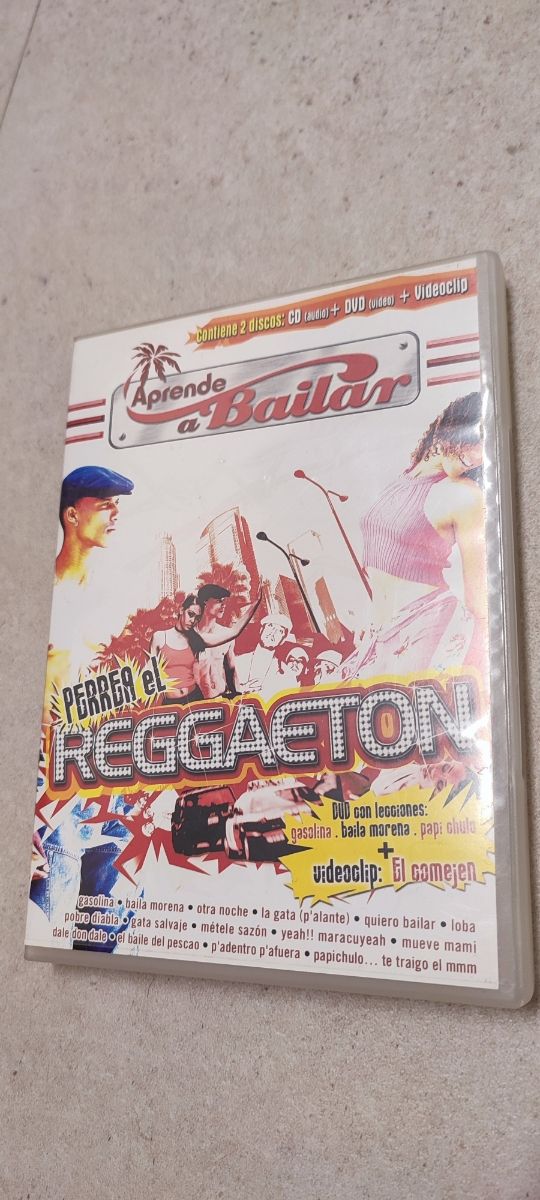 Contiene 2 discos: CD (audio) + DVD (video) + Videoclip
Aprende
a Bailar
PERREA eL
REGGAETON
DVD con lecciones:
gasolina . baila morena . papi chulo
+
videoclip: El comejen
gasolina • baila morena • otra noche • la gata (p'alante) • quiero bailar • loba
pobre diabla • gata salvaje • métele sazón • yeah!! maracuyeah • mueve mami
dale don dale • el baile del pescao • p'adentro p'afuera • papichulo... te traigo el mmm